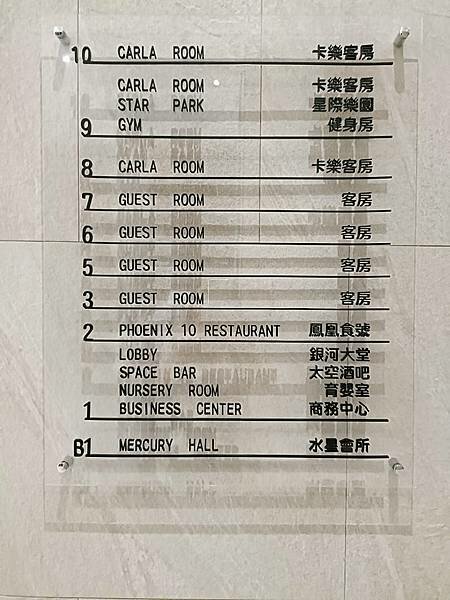 10 CARLA ROOM 卡樂客房
CARLA ROOM 卡樂客房
STAR PARK 星際樂園
9 GYM 健身房
8 CARLA ROOM 卡樂客房
7 GUEST ROOM 客房
6 GUEST ROOM 客房
5 GUEST ROOM 客房
3 GUEST ROOM 客房
2 PHOENIX 10 RESTAURANT 鳳凰食號
LOBBY 銀河大堂
SPACE BAR 太空酒吧
NURSERY ROOM 育嬰室
1 BUSINESS CENTER 商務中心
B1 MERCURY HALL 水星會所